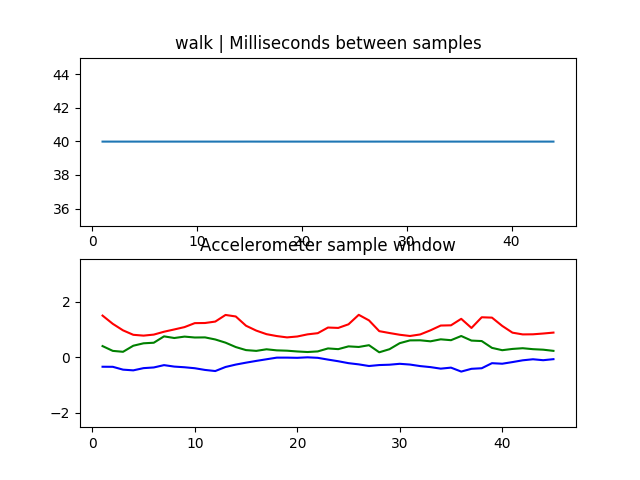 walk | Milliseconds between samples
44
42
40
38
36
0 10 20 30 40
Accelerometer sample window
2
0
−2
0 10 20 30 40